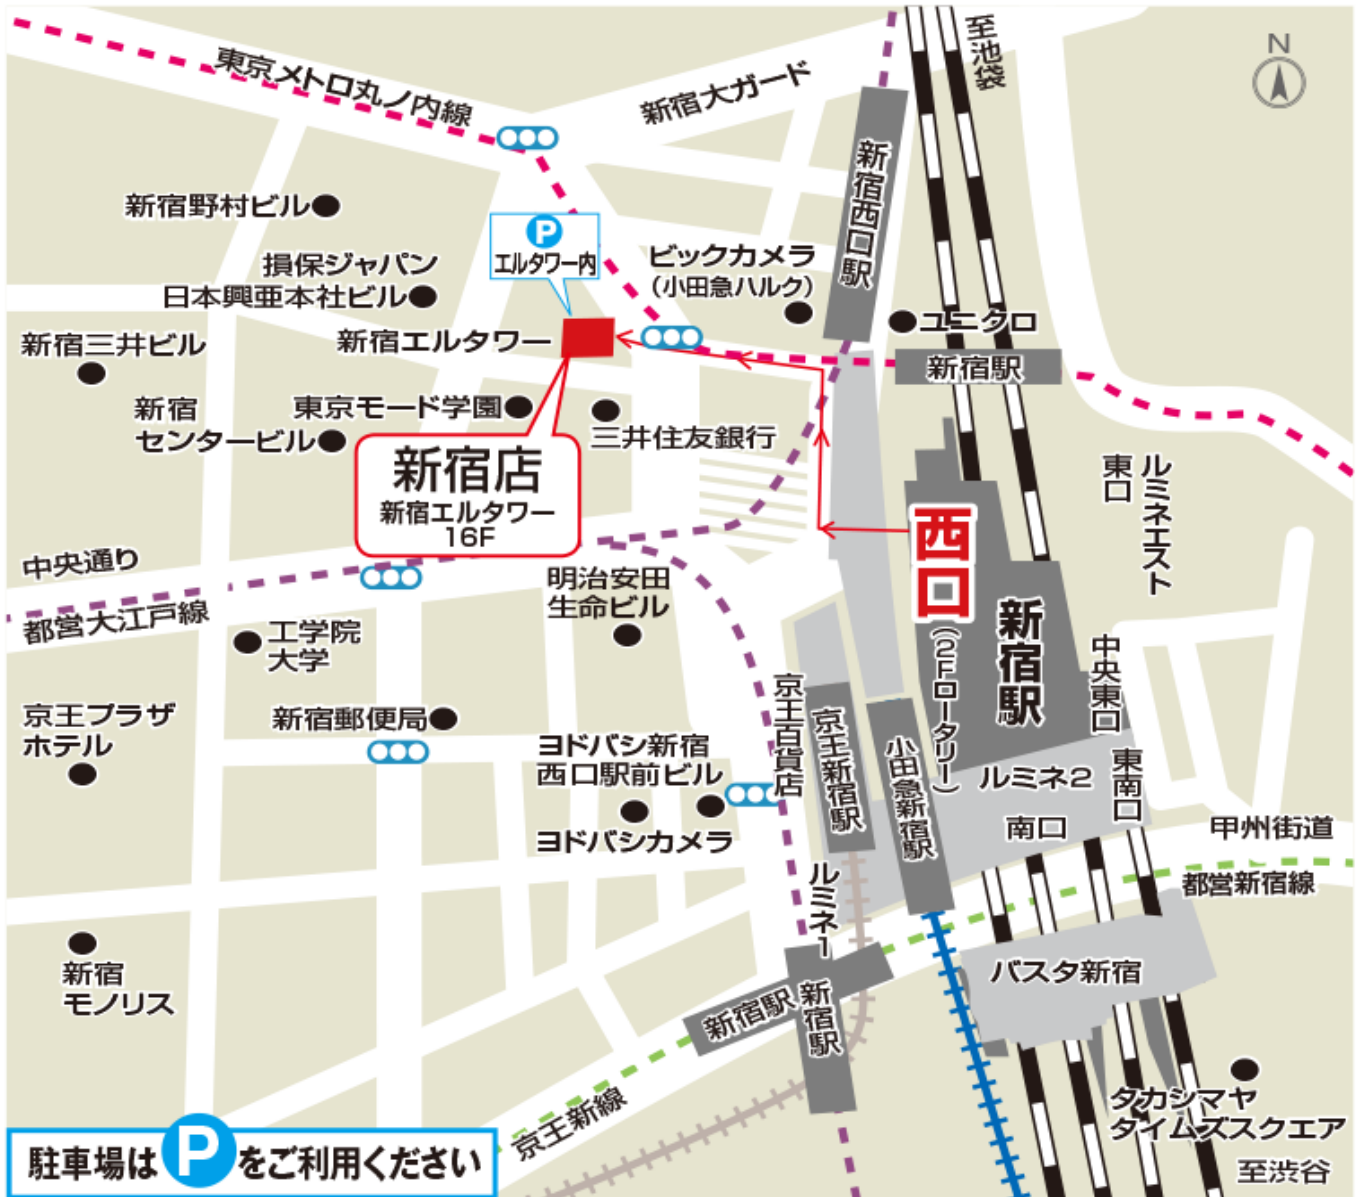 至池袋
N
東京メトロ丸ノ内線
新宿大ガード
新宿西口駅
新宿野村ビル
P
エルタワー内
ビックカメラ
(小田急ハルク)
損保ジャパン
日本興亜本社ビル
ユニクロ
新宿三井ビル
新宿エルタワー
新宿駅
新宿
センタービル
東京モード学園
三井住友銀行
新宿店
新宿エルタワー
16F
東口
ルミネエスト
西口
(2Fロータリー)
新宿駅
中央通り
都営大江戸線
明治安田
生命ビル
工学院
大学
中央東口
京王プラザ
ホテル
新宿郵便局
ヨドバシ新宿
西口駅前ビル
ヨドバシカメラ
京王百貨店
京王新宿駅
小田急新宿駅
ルミネ2
南口
東南口
甲州街道
都営新宿線
ルミネ1
新宿
モノリス
バスタ新宿
新宿駅
新宿駅
京王新線
タカシマヤ
タイムズスクエア
至渋谷
駐車場はPをご利用ください